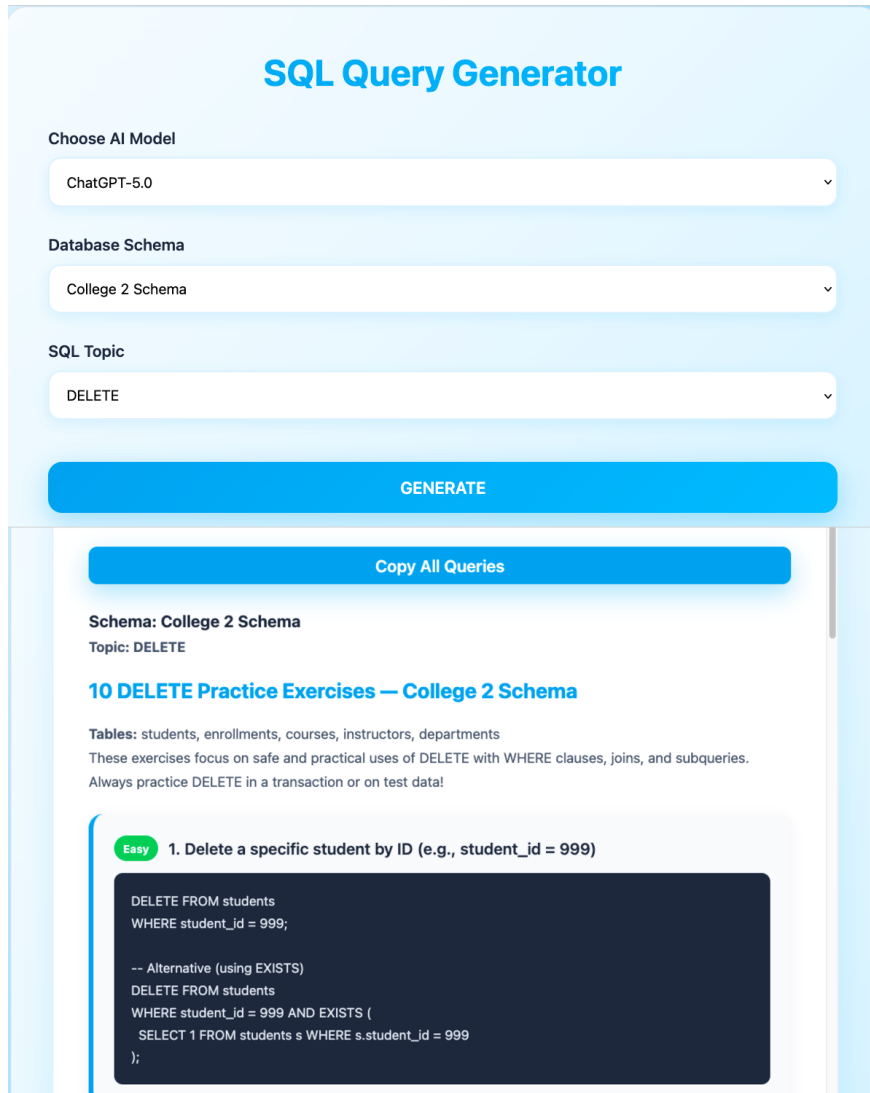 SQL Query Generator
Choose AI Model
ChatGPT-5.0
Database Schema
College 2 Schema
SQL Topic
DELETE
GENERATE
Copy All Queries
Schema: College 2 Schema
Topic: DELETE
10 DELETE Practice Exercises — College 2 Schema
Tables: students, enrollments, courses, instructors, departments
These exercises focus on safe and practical uses of DELETE with WHERE clauses, joins, and subqueries.
Always practice DELETE in a transaction or on test data!
Easy 1. Delete a specific student by ID (e.g., student_id = 999)
DELETE FROM students
WHERE student_id = 999;
-- Alternative (using EXISTS)
DELETE FROM students
WHERE student_id = 999 AND EXISTS (
SELECT 1 FROM students s WHERE s.student_id = 999
);